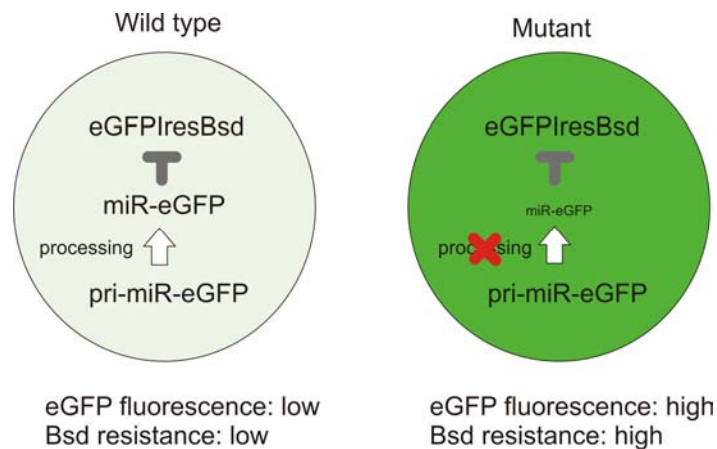 Wild type
eGFPIresBsd
miR-eGFP
processing
pri-miR-eGFP
eGFP fluorescence: low
Bsd resistance: low
Mutant
eGFPIresBsd
miR-eGFP
processing
pri-miR-eGFP
eGFP fluorescence: high
Bsd resistance: high